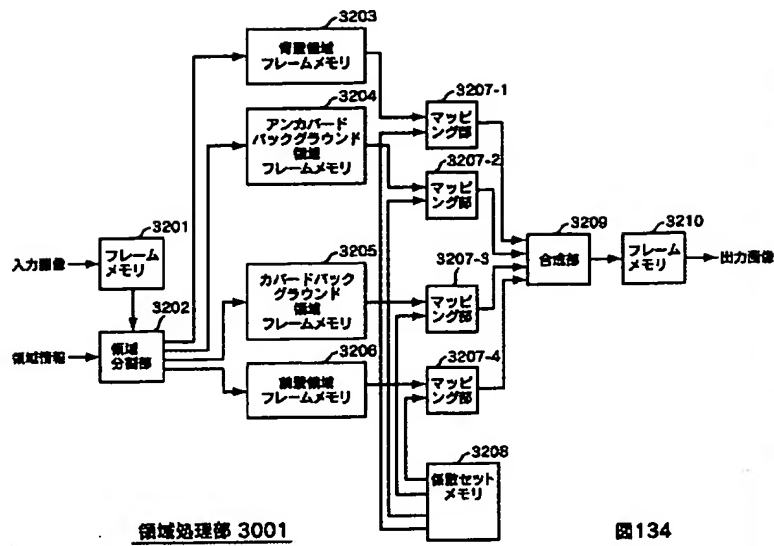 3203
背景領域
フレームメモリ
3204
アンカバード
バックグラウンド
領域
フレームメモリ
3207-1
マッピ
ング部
3207-2
マッピ
ング部
3201
フレーム
メモリ
入力画像
3209
合成部
3210
フレーム
メモリ
出力画像
3205
カバードバック
グラウンド
領域
フレームメモリ
3207-3
マッピ
ング部
3202
領域
分割部
領域情報
3206
前景領域
フレームメモリ
3207-4
マッピ
ング部
3208
係数セット
メモリ
領域処理部 3001
図134